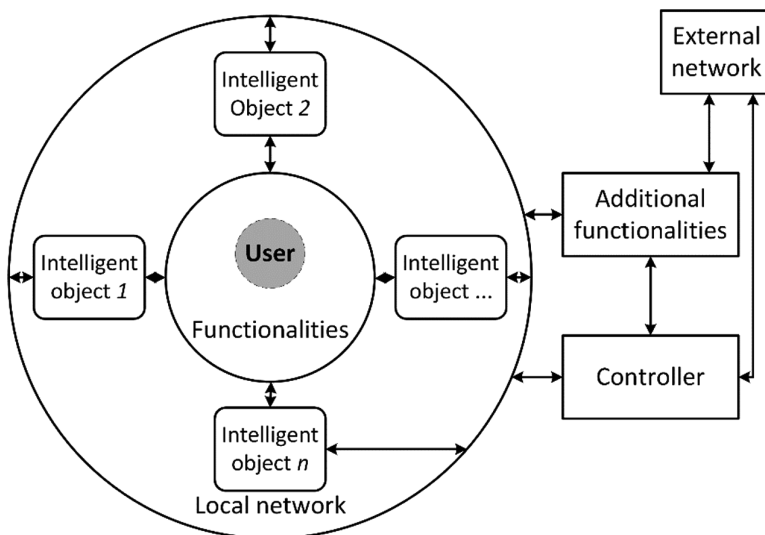 Intelligent
Object 2
External
network
Additional
functionalities
User
Intelligent
object 1
Intelligent
object ...
Functionalities
Controller
Intelligent
object n
Local network